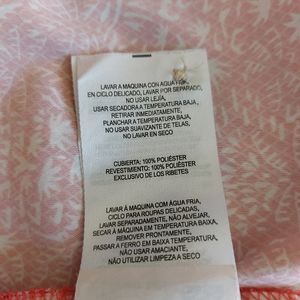 LAVAR A MAQUINA CON AGUA FRIA,
EN CICLO DELICADO, LAVAR POR SEPARADO,
NO USAR LEJÍA,
USAR SECADORA A TEMPERATURA BAJA,
RETIRAR INMEDIATAMENTE,
PLANCHAR A TEMPERATURA BAJA,
NO USAR SUAVIZANTE DE TELAS,
NO LAVAR EN SECO
CUBIERTA: 100% POLIÉSTER
REVESTIMIENTO: 100% POLIÉSTER
EXCLUSIVO DE LOS RIBETES
LAVAR À MAQUINA COM ÁGUA FRIA,
CICLO PARA ROUPAS DELICADAS,
LAVAR SEPARADAMENTE, NÃO ALVEJAR,
SECAR À MÁQUINA EM TEMPERATURA BAIXA,
REMOVER PRONTAMENTE,
PASSAR A FERRO EM BAIXA TEMPERATURA,
NÃO USAR AMACIANTE,
NÃO UTILIZAR LIMPEZA A SECO